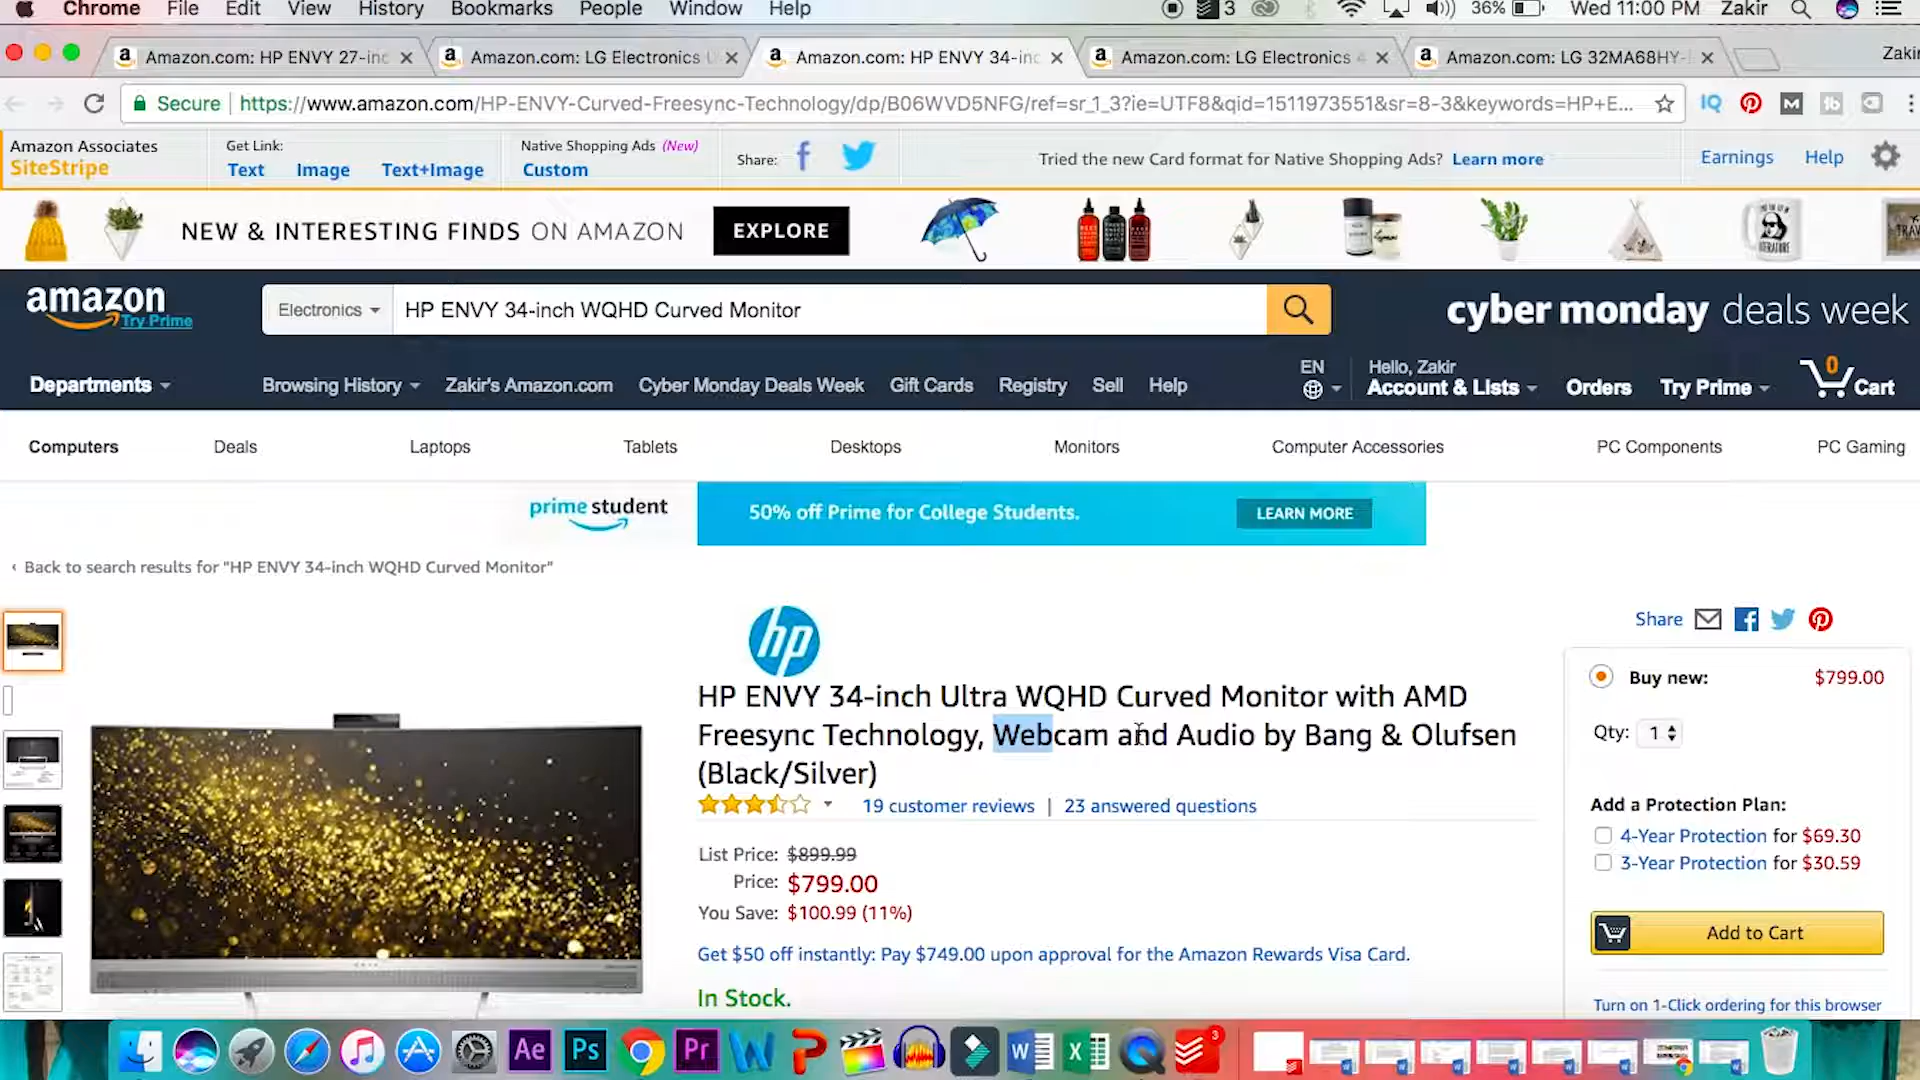 Chrome File Edit View History Bookmarks People Window Help 3 36% Wed 11:00 PM Zakir
Amazon.com: HP ENVY 27-inc Amazon.com: LG Electronics U Amazon.com: HP ENVY 34-inc Amazon.com: LG Electronics 4 Amazon.com: LG 32MA68HY- Zakir
Secure https://www.amazon.com/HP-ENVY-Curved-Freesync-Technology/dp/B06WVD5NFG/ref=sr_1_3?ie=UTF8&qid=1511973551&sr=8-3&keywords=HP+E...
Amazon Associates Get Link: Native Shopping Ads (New) Share: Tried the new Card format for Native Shopping Ads? Learn more Earnings Help
SiteStripe Text Image Text+Image Custom
NEW & INTERESTING FINDS ON AMAZON EXPLORE
amazon Try Prime Electronics HP ENVY 34-inch WQHD Curved Monitor cyber monday deals week
EN Hello, Zakir 0
Departments Browsing History Zakir's Amazon.com Cyber Monday Deals Week Gift Cards Registry Sell Help Account & Lists Orders Try Prime Cart
Computers Deals Laptops Tablets Desktops Monitors Computer Accessories PC Components PC Gaming
prime student 50% off Prime for College Students. LEARN MORE
‹ Back to search results for "HP ENVY 34-inch WQHD Curved Monitor"
hp
HP ENVY 34-inch Ultra WQHD Curved Monitor with AMD
Freesync Technology, Webcam and Audio by Bang & Olufsen
(Black/Silver)
19 customer reviews | 23 answered questions
List Price: $899.99
Price: $799.00
You Save: $100.99 (11%)
Get $50 off instantly: Pay $749.00 upon approval for the Amazon Rewards Visa Card.
In Stock.
Share
Buy new: $799.00
Qty: 1
Add a Protection Plan:
4-Year Protection for $69.30
3-Year Protection for $30.59
Add to Cart
Turn on 1-Click ordering for this browser
Ae Ps Pr W P W X 3